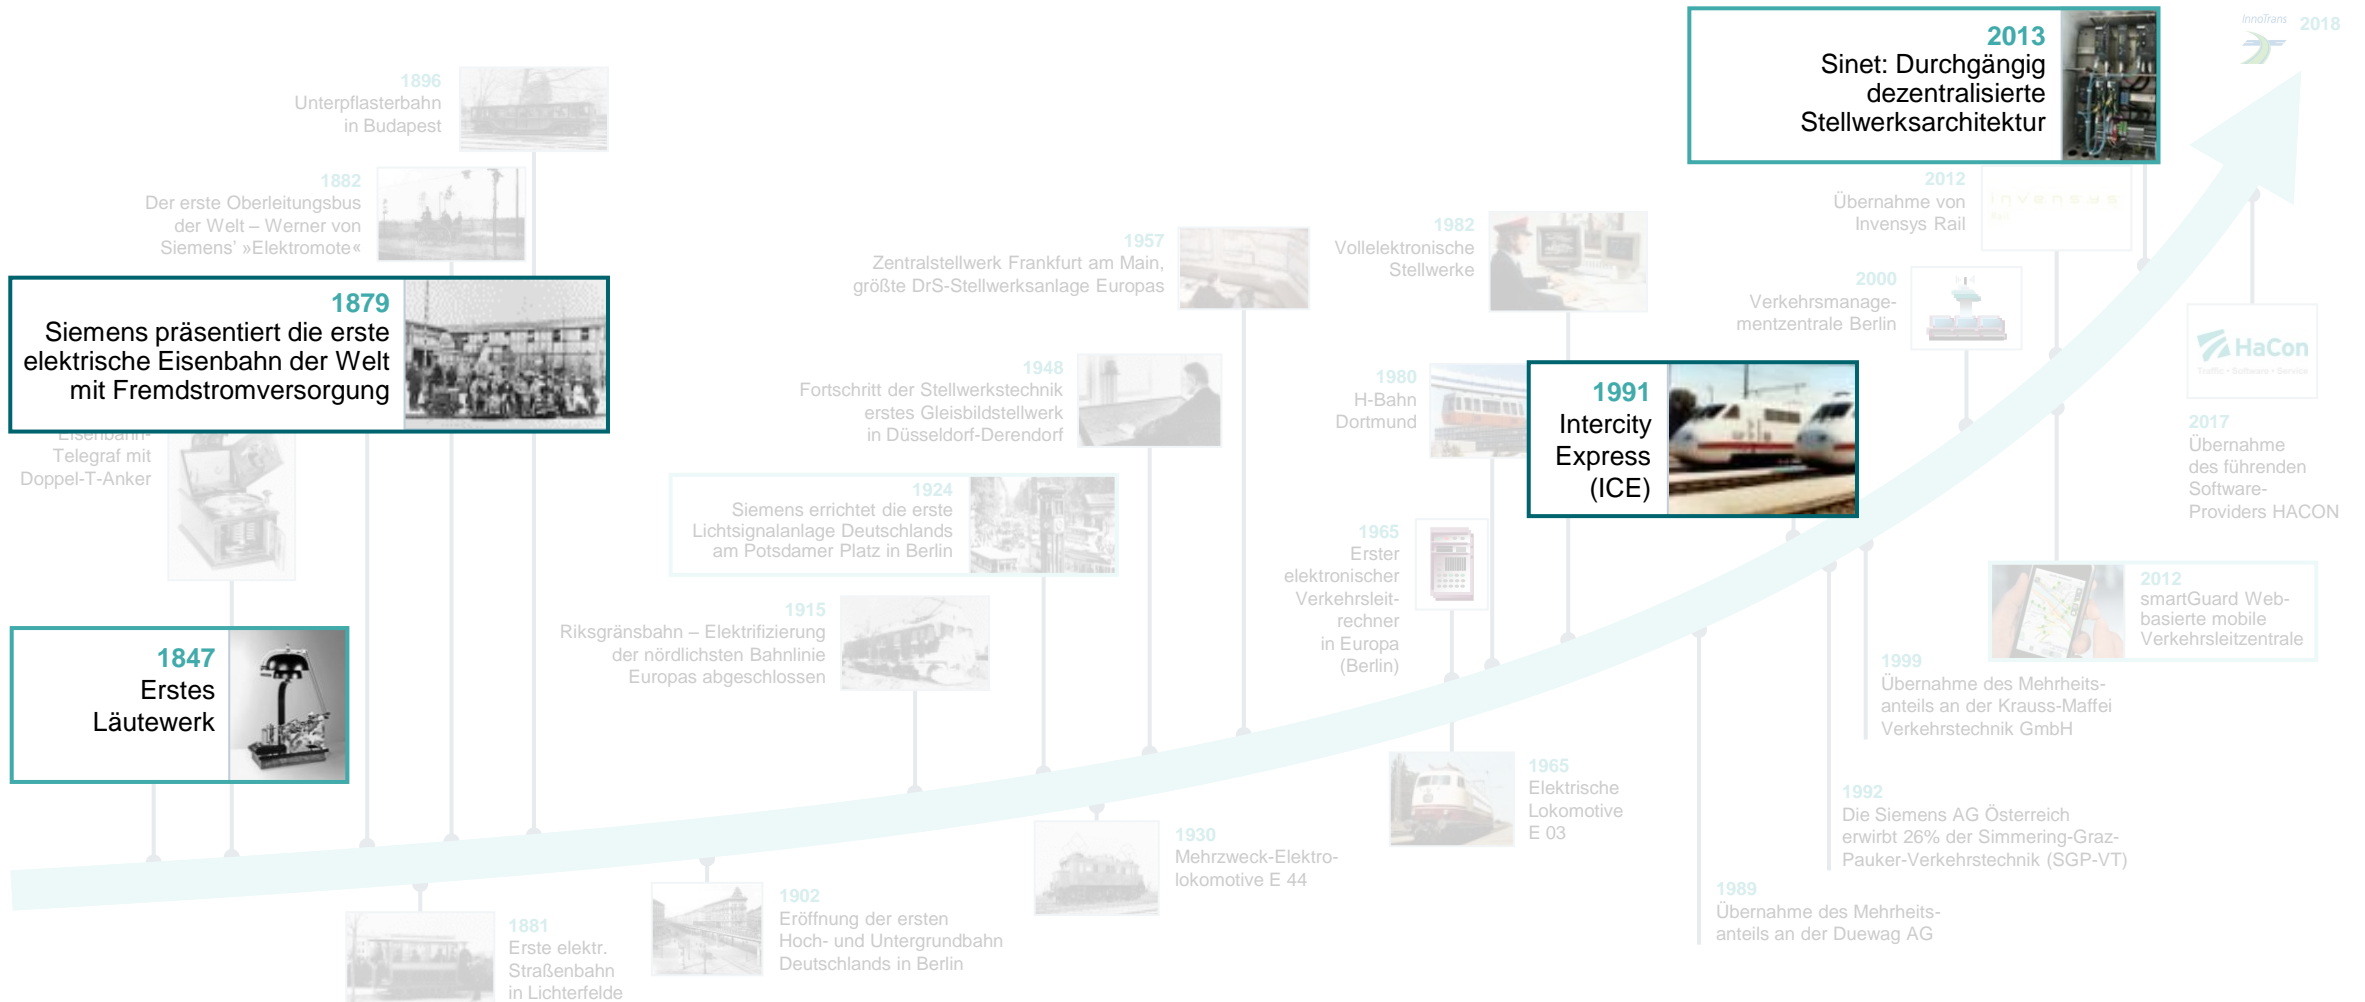 1896
Unterpflasterbahn
in Budapest
1882
Der erste Oberleitungsbus
der Welt – Werner von
Siemens’ »Elektromote«
1879
Siemens präsentiert die erste
elektrische Eisenbahn der Welt
mit Fremdstromversorgung
Eisenbahn-
Telegraf mit
Doppel-T-Anker
1847
Erstes
Läutewerk
1881
Erste elektr.
Straßenbahn
in Lichterfelde
1902
Eröffnung der ersten
Hoch- und Untergrundbahn
Deutschlands in Berlin
1915
Riksgränsbahn – Elektrifizierung
der nördlichsten Bahnlinie
Europas abgeschlossen
1924
Siemens errichtet die erste
Lichtsignalanlage Deutschlands
am Potsdamer Platz in Berlin
1930
Mehrzweck-Elektro-
lokomotive E 44
1948
Fortschritt der Stellwerkstechnik
erstes Gleisbildstellwerk
in Düsseldorf-Derendorf
1957
Zentralstellwerk Frankfurt am Main,
größte DrS-Stellwerksanlage Europas
1965
Erster
elektronischer
Verkehrsleit-
rechner
in Europa
(Berlin)
1965
Elektrische
Lokomotive
E 03
1980
H-Bahn
Dortmund
1982
Vollelektronische
Stellwerke
1989
Übernahme des Mehrheits-
anteils an der Duewag AG
1991
Intercity
Express
(ICE)
1992
Die Siemens AG Österreich
erwirbt 26% der Simmering-Graz-
Pauker-Verkehrstechnik (SGP-VT)
1999
Übernahme des Mehrheits-
anteils an der Krauss-Maffei
Verkehrstechnik GmbH
2000
Verkehrsmanage-
mentzentrale Berlin
2012
Übernahme von
Invensys Rail
invensys
Rail
2012
smartGuard Web-
basierte mobile
Verkehrsleitzentrale
2013
Sinet: Durchgängig
dezentralisierte
Stellwerksarchitektur
HaCon
Traffic • Software • Service
2017
Übernahme
des führenden
Software-
Providers HACON
InnoTrans
2018